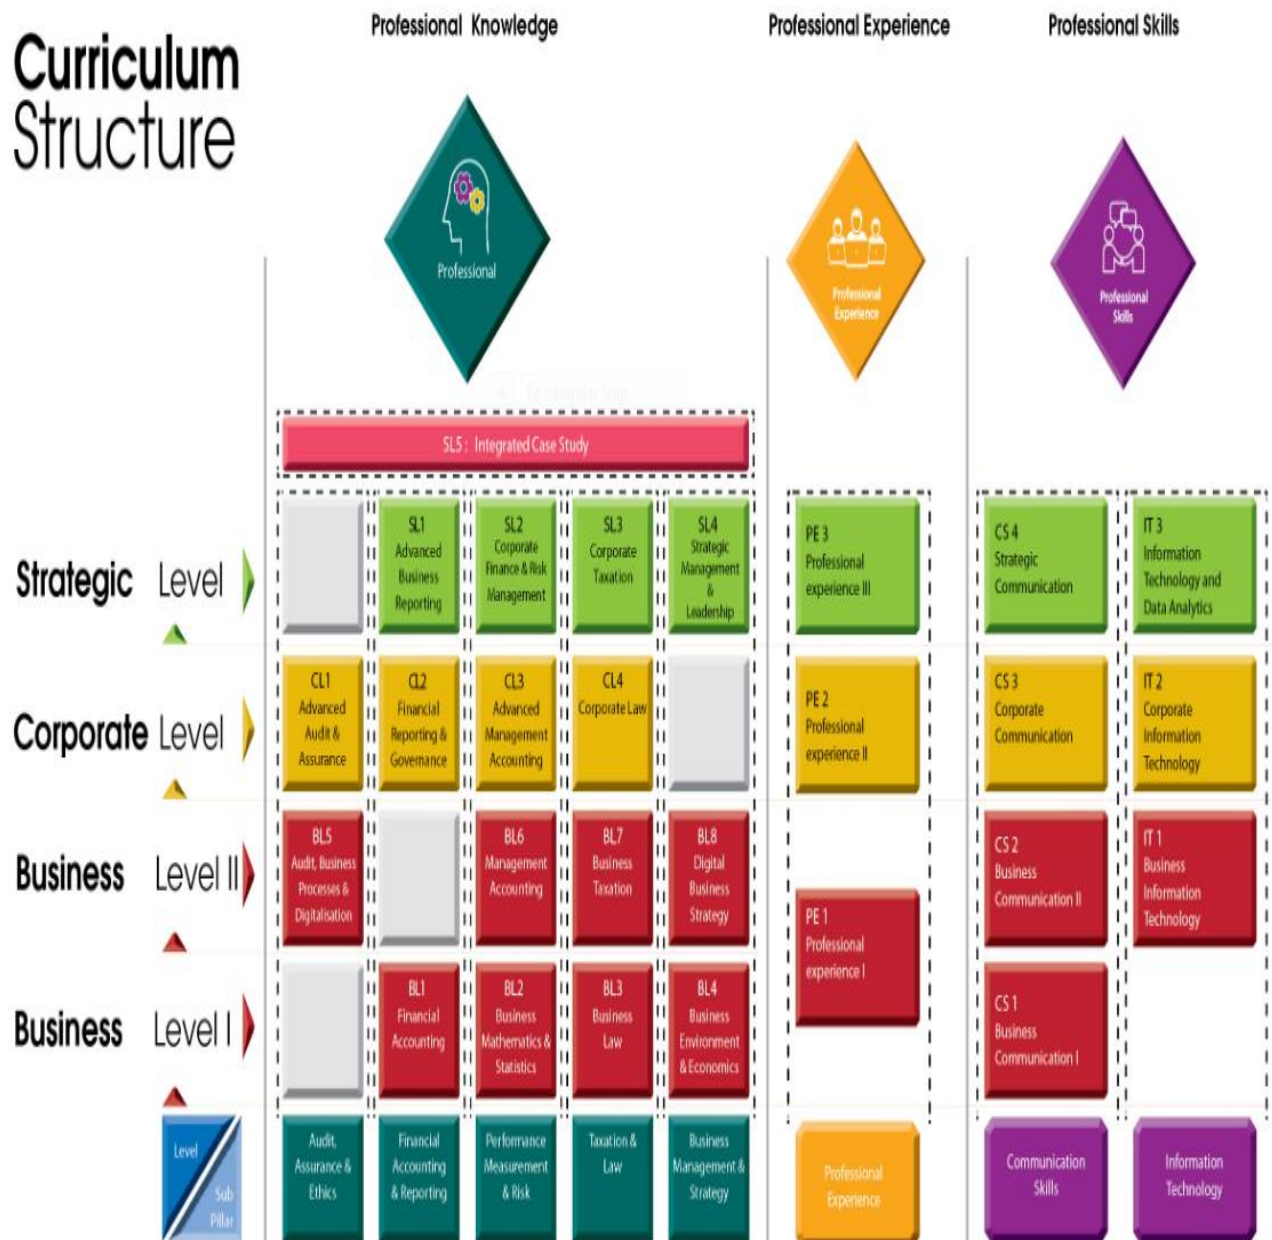 Curriculum
Structure
Professional Knowledge
Professional Experience
Professional Skills
Professional
Professional
Experience
Professional
Skills
SL5 : Integrated Case Study
Strategic Level
SL1
Advanced
Business
Reporting
SL2
Corporate
Finance & Risk
Management
SL3
Corporate
Taxation
SL4
Strategic
Management
&
Leadership
PE 3
Professional
experience III
CS 4
Strategic
Communication
IT 3
Information
Technology and
Data Analytics
Corporate Level
CL1
Advanced
Audit &
Assurance
CL2
Financial
Reporting &
Governance
CL3
Advanced
Management
Accounting
CL4
Corporate Law
PE 2
Professional
experience II
CS 3
Corporate
Communication
IT 2
Corporate
Information
Technology
Business Level II
BL5
Audit, Business
Processes &
Digitalisation
BL6
Management
Accounting
BL7
Business
Taxation
BL8
Digital
Business
Strategy
PE 1
Professional
experience I
CS 2
Business
Communication II
IT 1
Business
Information
Technology
Business Level I
BL1
Financial
Accounting
BL2
Business
Mathematics &
Statistics
BL3
Business
Law
BL4
Business
Environment
& Economics
CS 1
Business
Communication I
Level
Sub
Pillar
Audit,
Assurance &
Ethics
Financial
Accounting
& Reporting
Performance
Measurement
& Risk
Taxation &
Law
Business
Management &
Strategy
Professional
Experience
Communication
Skills
Information
Technology